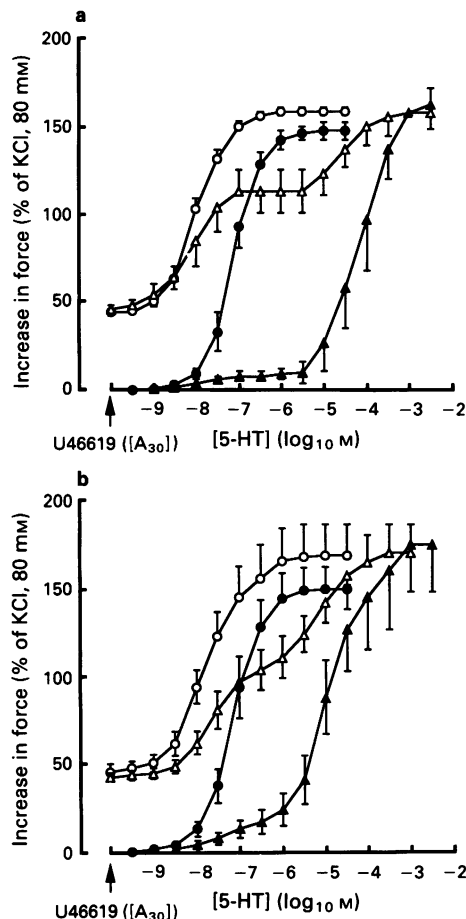 a
200
150
100
50
0
Increase in force (% of KCl, 80 mM)
−9 −8 −7 −6 −5 −4 −3 −2
U46619 ([A30])
[5-HT] (log10 M)
b
200
150
100
50
0
Increase in force (% of KCl, 80 mM)
−9 −8 −7 −6 −5 −4 −3 −2
U46619 ([A30])
[5-HT] (log10 M)